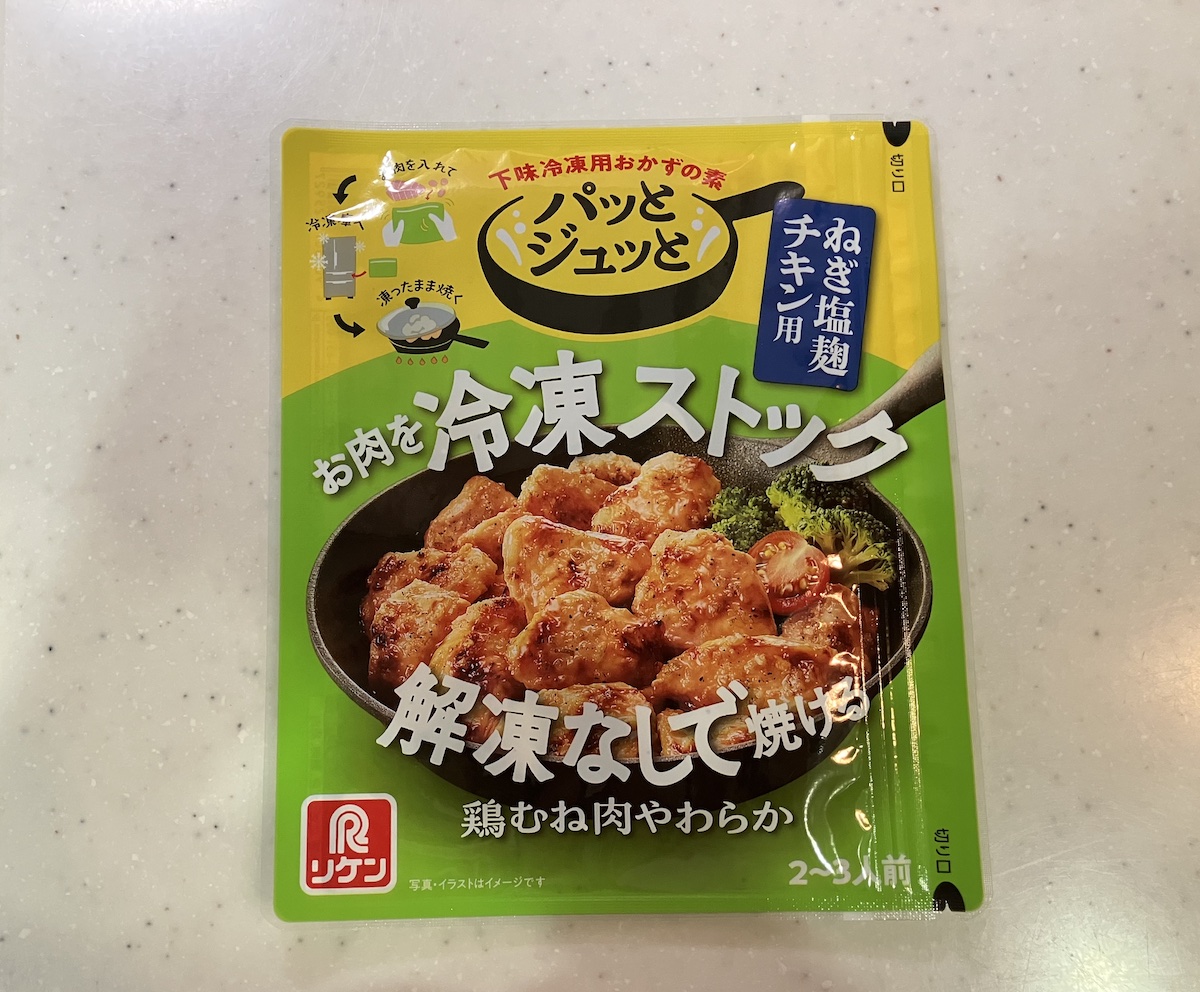 お肉を入れて
冷凍
凍ったまま焼く
下味冷凍用おかずの素
パッと
ジュッと
ねぎ塩麹
チキン用
切り口
お肉を冷凍ストック
解凍なしで焼ける
鶏むね肉やわらか
リケン
写真・イラストはイメージです
2〜3人前
切り口